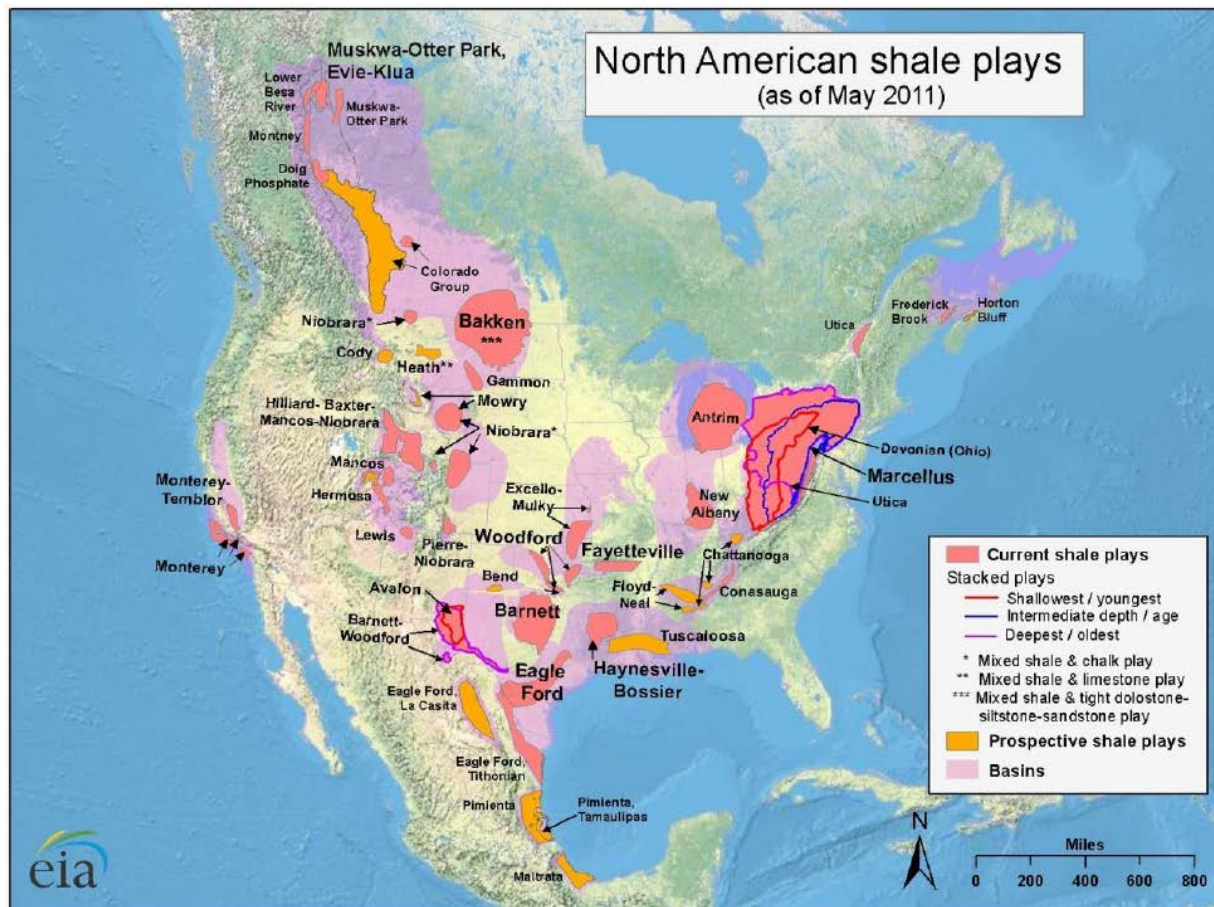 North American shale plays
(as of May 2011)
Muskwa-Otter Park,
Evie-Klua
Lower
Besa
River
Muskwa-
Otter Park
Montney
Doig
Phosphate
Colorado
Group
Niobrara*
Bakken
***
Cody
Heath**
Gammon
Mowry
Hilliard- Baxter-
Mancos-Niobrara
Niobrara*
Mancos
Hermosa
Monterey-
Temblor
Monterey
Lewis
Pierre-
Niobrara
Excello-
Mulky
Woodford
Fayetteville
New
Albany
Antrim
Utica
Frederick
Brook
Horton
Bluff
Devonian (Ohio)
Marcellus
Utica
Chattanooga
Conasauga
Floyd-
Neal
Bend
Avalon
Barnett
Barnett-
Woodford
Tuscaloosa
Haynesville-
Bossier
Eagle
Ford
Eagle Ford,
La Casita
Eagle Ford,
Tithonian
Pimienta
Pimienta,
Tamaulipas
Maltrata
Current shale plays
Stacked plays
Shallowest / youngest
Intermediate depth / age
Deepest / oldest
* Mixed shale & chalk play
** Mixed shale & limestone play
*** Mixed shale & tight dolostone-
siltstone-sandstone play
Prospective shale plays
Basins
N
Miles
0 200 400 600 800
eia